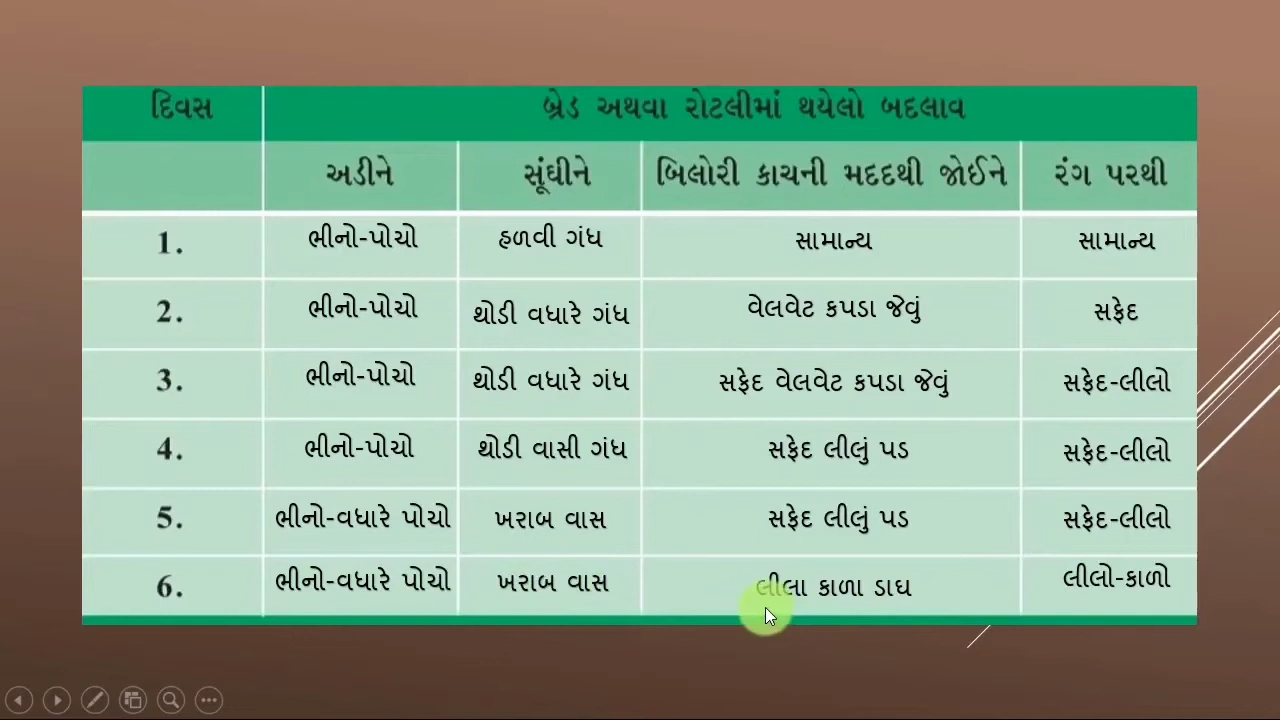 દિવસ બ્રેડ અથવા રોટલીમાં થયેલો બદલાવ
અડીને સૂંઘીને બિલોરી કાચની મદદથી જોઈને રંગ પરથી
1. ભીનો-પોચો હળવી ગંધ સામાન્ય સામાન્ય
2. ભીનો-પોચો થોડી વધારે ગંધ વેલવેટ કપડા જેવું સફેદ
3. ભીનો-પોચો થોડી વધારે ગંધ સફેદ વેલવેટ કપડા જેવું સફેદ-લીલો
4. ભીનો-પોચો થોડી વાસી ગંધ સફેદ લીલું પડ સફેદ-લીલો
5. ભીનો-વધારે પોચો ખરાબ વાસ સફેદ લીલું પડ સફેદ-લીલો
6. ભીનો-વધારે પોચો ખરાબ વાસ લીલા કાળા ડાઘ લીલો-કાળો